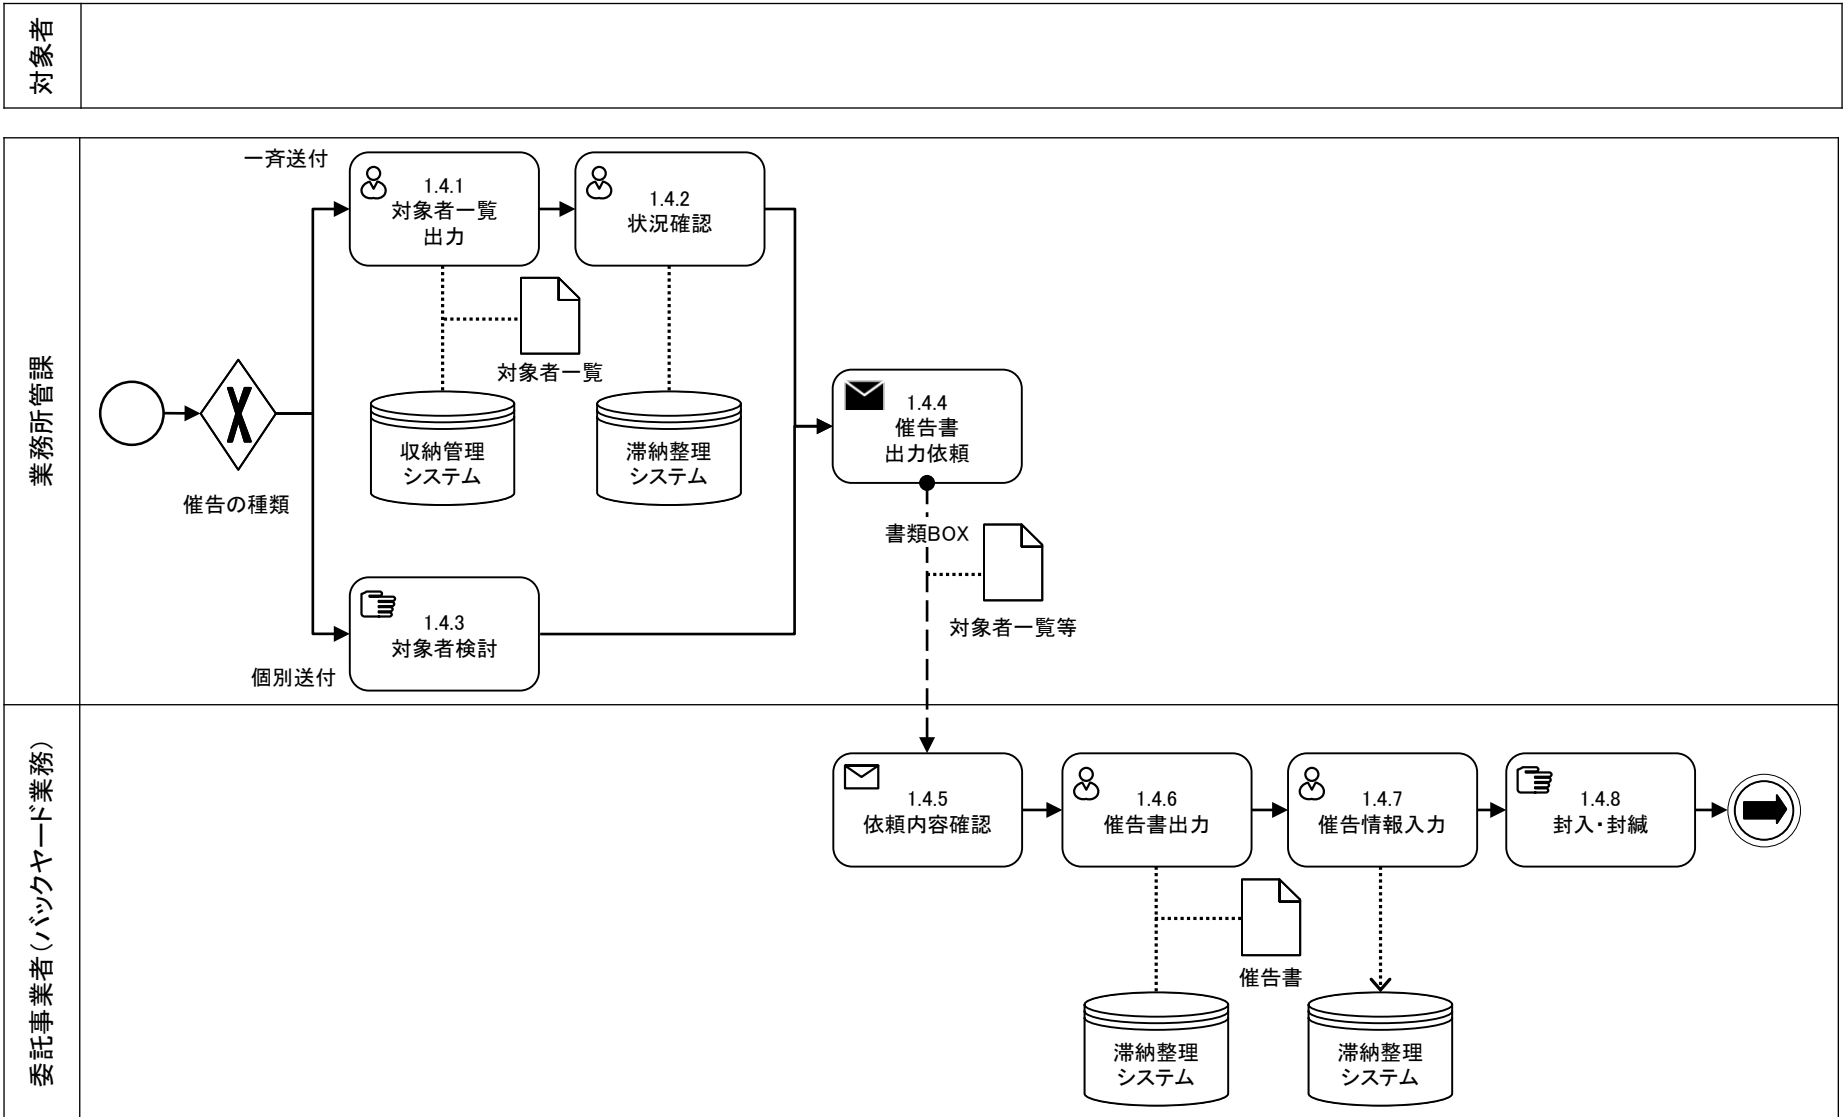 対象者
業務所管課
一斉送付
1.4.1
対象者一覧
出力
1.4.2
状況確認
対象者一覧
収納管理
システム
滞納整理
システム
催告の種類
1.4.4
催告書
出力依頼
書類BOX
対象者一覧等
1.4.3
対象者検討
個別送付
委託事業者（バックヤード業務）
1.4.5
依頼内容確認
1.4.6
催告書出力
1.4.7
催告情報入力
1.4.8
封入・封緘
催告書
滞納整理
システム
滞納整理
システム